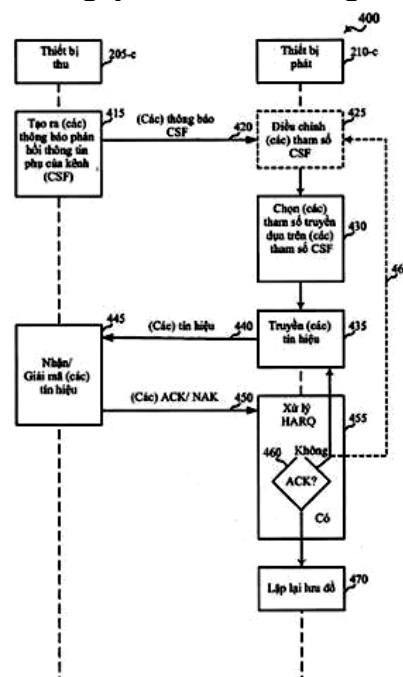 400
Thiết bị
thu
205-c
Thiết bị
phát
210-c
415
Tạo ra (các)
thông báo phản
hồi thông tin
phụ của kênh
(CSF)
(Các) thông báo
CSF
420
425
Điều chỉnh
(các) tham số
CSF
Chọn (các)
tham số truyền
dựa trên (các)
tham số CSF
430
445
Nhận/
Giải mã (các)
tín hiệu
(Các) tín hiệu
440
Truyền (các)
tín hiệu
435
(Các) ACK/ NAK
450
Xử lý
HARQ
455
460
Không
ACK?
Có
Lặp lại lưu đồ
470